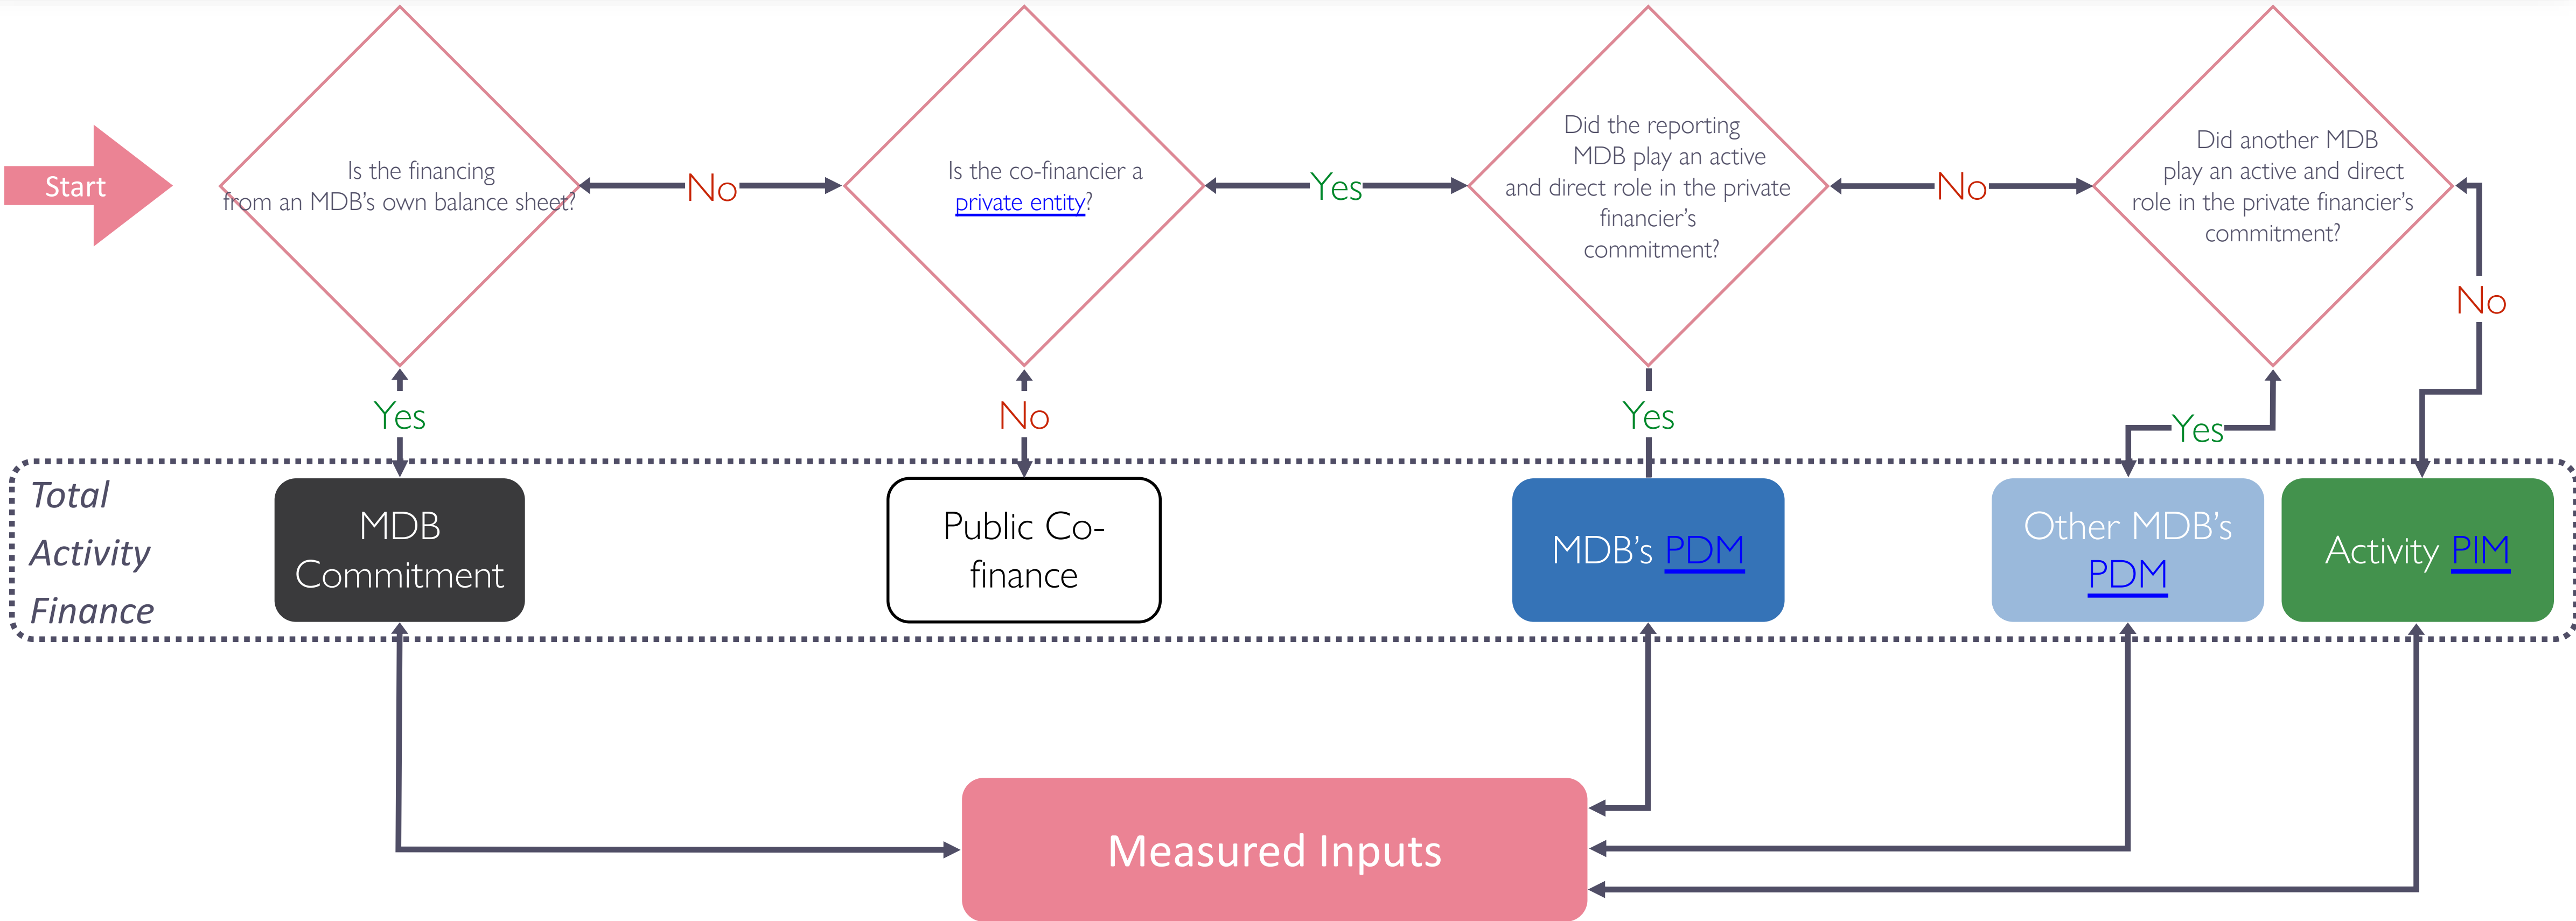 Start
Is the financing
from an MDB's own balance sheet?
No
Is the co-financier a
private entity?
Yes
Did the reporting
MDB play an active
and direct role in the private
financier's
commitment?
No
Did another MDB
play an active and direct
role in the private financier's
commitment?
No
Yes
No
Yes
Yes
Total
Activity
Finance
MDB
Commitment
Public Co-
finance
MDB's PDM
Other MDB's
PDM
Activity PIM
Measured Inputs